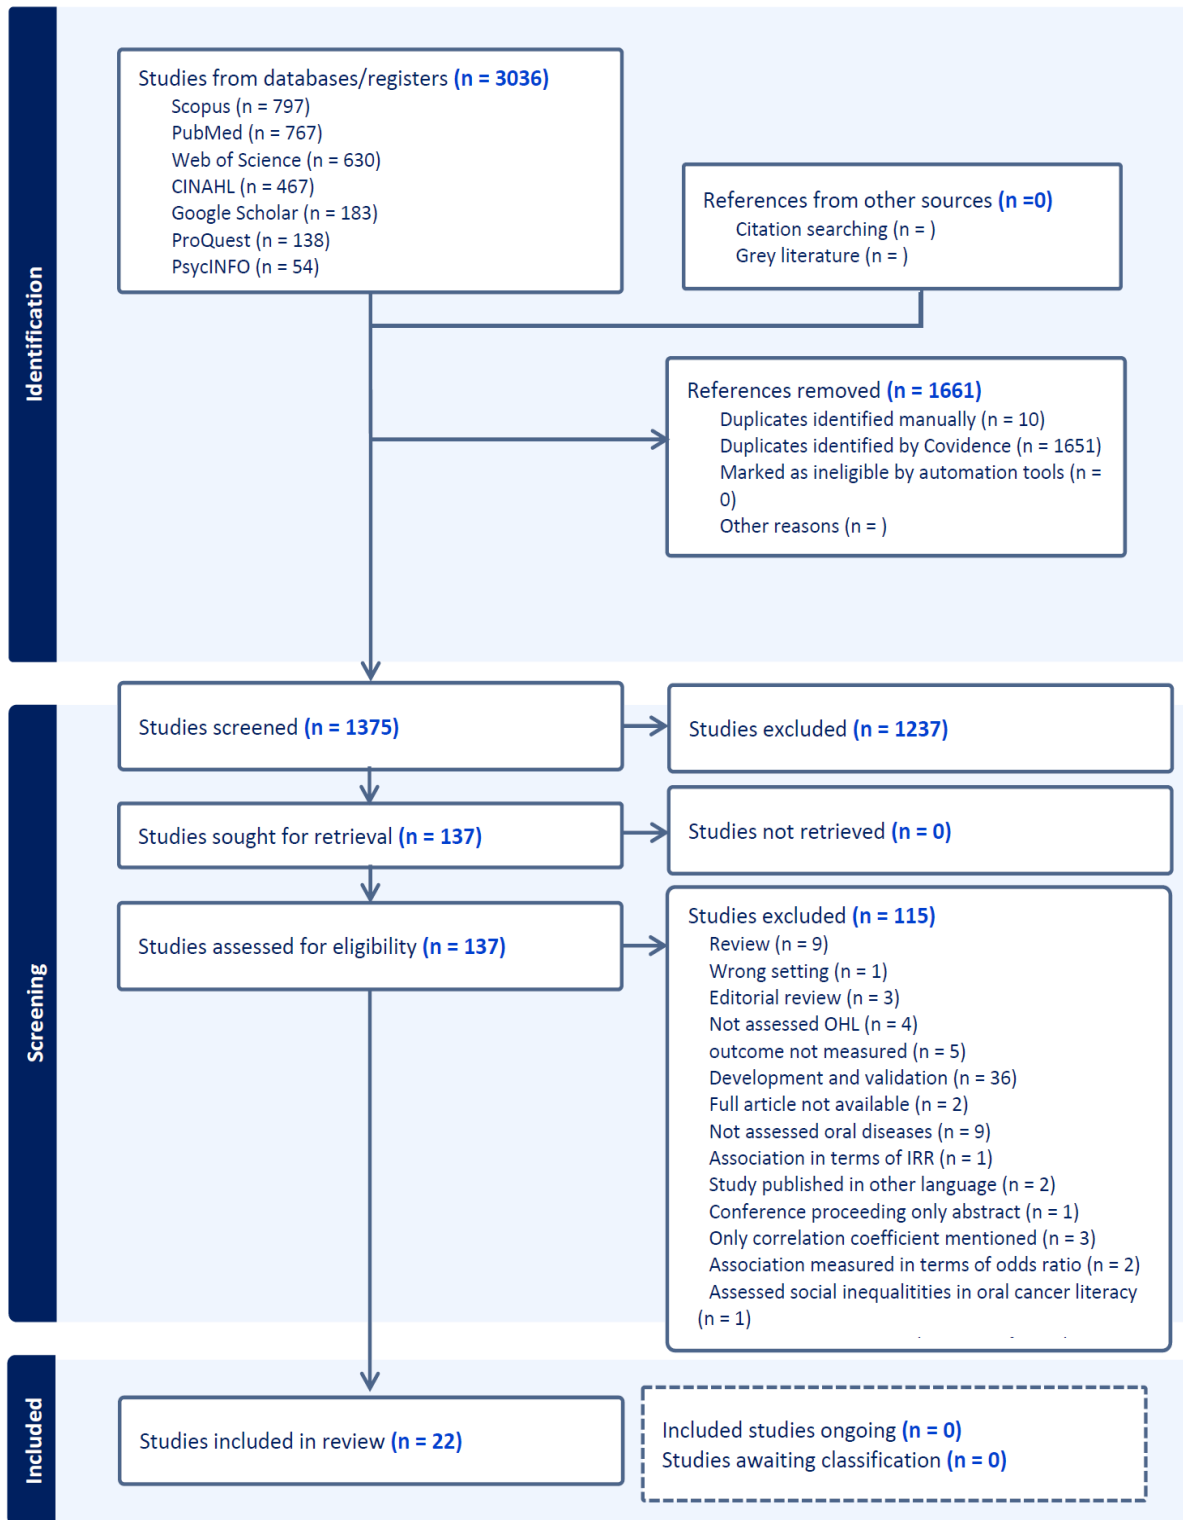 Identification
Studies from databases/registers (n = 3036)
Scopus (n = 797)
PubMed (n = 767)
Web of Science (n = 630)
CINAHL (n = 467)
Google Scholar (n = 183)
ProQuest (n = 138)
PsycINFO (n = 54)
References from other sources (n =0)
Citation searching (n = )
Grey literature (n = )
References removed (n = 1661)
Duplicates identified manually (n = 10)
Duplicates identified by Covidence (n = 1651)
Marked as ineligible by automation tools (n =
0)
Other reasons (n = )
Screening
Studies screened (n = 1375)
Studies excluded (n = 1237)
Studies sought for retrieval (n = 137)
Studies not retrieved (n = 0)
Studies assessed for eligibility (n = 137)
Studies excluded (n = 115)
Review (n = 9)
Wrong setting (n = 1)
Editorial review (n = 3)
Not assessed OHL (n = 4)
outcome not measured (n = 5)
Development and validation (n = 36)
Full article not available (n = 2)
Not assessed oral diseases (n = 9)
Association in terms of IRR (n = 1)
Study published in other language (n = 2)
Conference proceeding only abstract (n = 1)
Only correlation coefficient mentioned (n = 3)
Association measured in terms of odds ratio (n = 2)
Assessed social inequalitities in oral cancer literacy
(n = 1)
Included
Studies included in review (n = 22)
Included studies ongoing (n = 0)
Studies awaiting classification (n = 0)